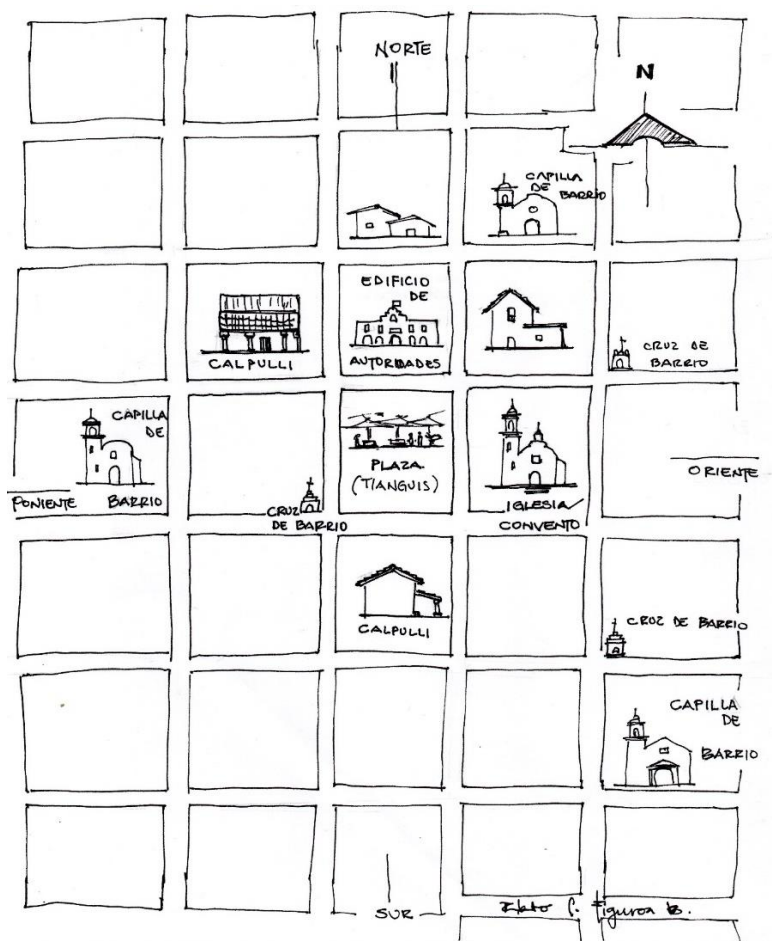 NORTE
N
CAPILLA
DE
BARRIO
EDIFICIO
DE
AUTORIDADES
CALPULLI
CRUZ DE
BARRIO
CAPILLA
DE
BARRIO
PONIENTE
CRUZ
DE BARRIO
PLAZA
(TIANGUIS)
IGLESIA
CONVENTO
ORIENTE
CALPULLI
CRUZ DE BARRIO
CAPILLA
DE
BARRIO
SUR
Figueroa B.